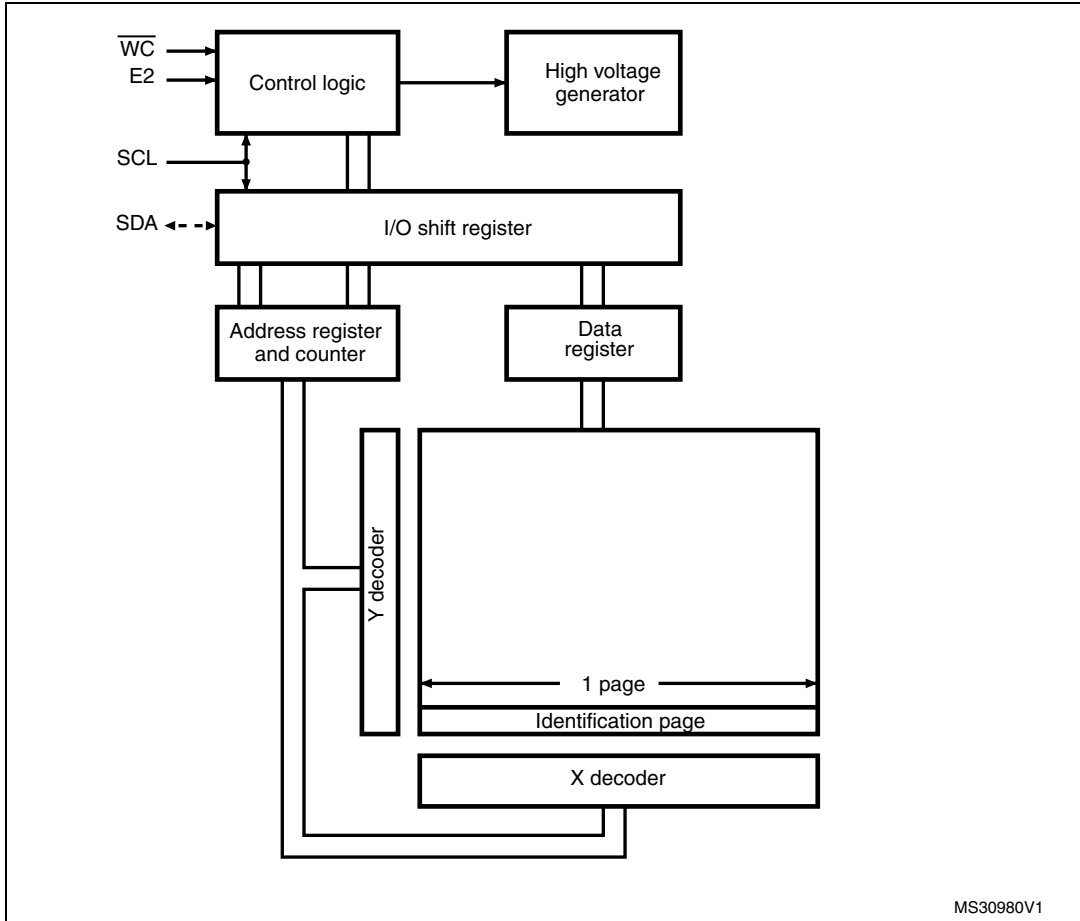 W̅C̅
E2
Control logic
High voltage
generator
SCL
SDA
I/O shift register
Address register
and counter
Data
register
Y decoder
1 page
Identification page
X decoder
MS30980V1